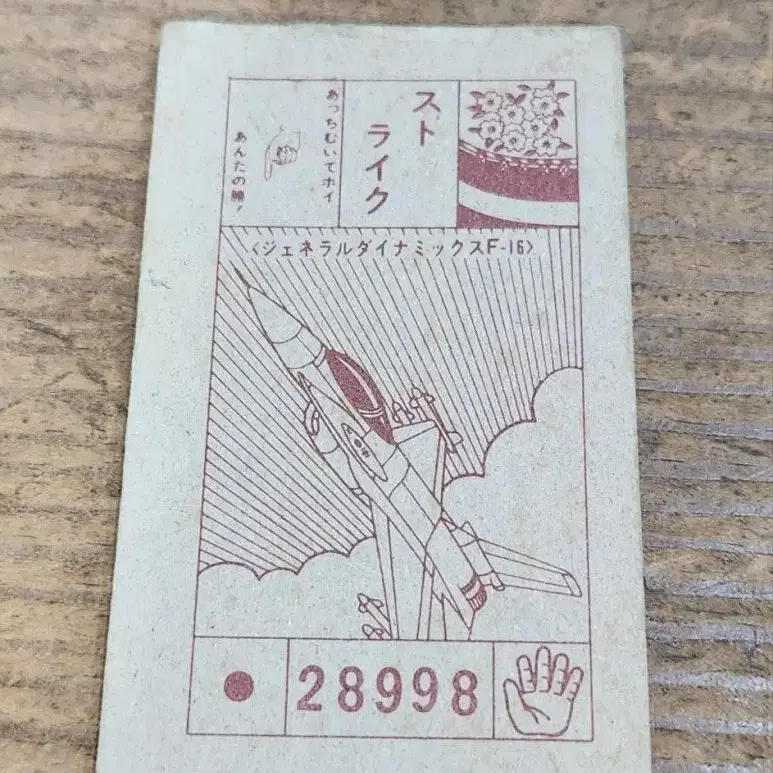 スト
ライク
あっちむいてホイ
あんたの勝!
〈ジェネラルダイナミックスF-16〉
28998